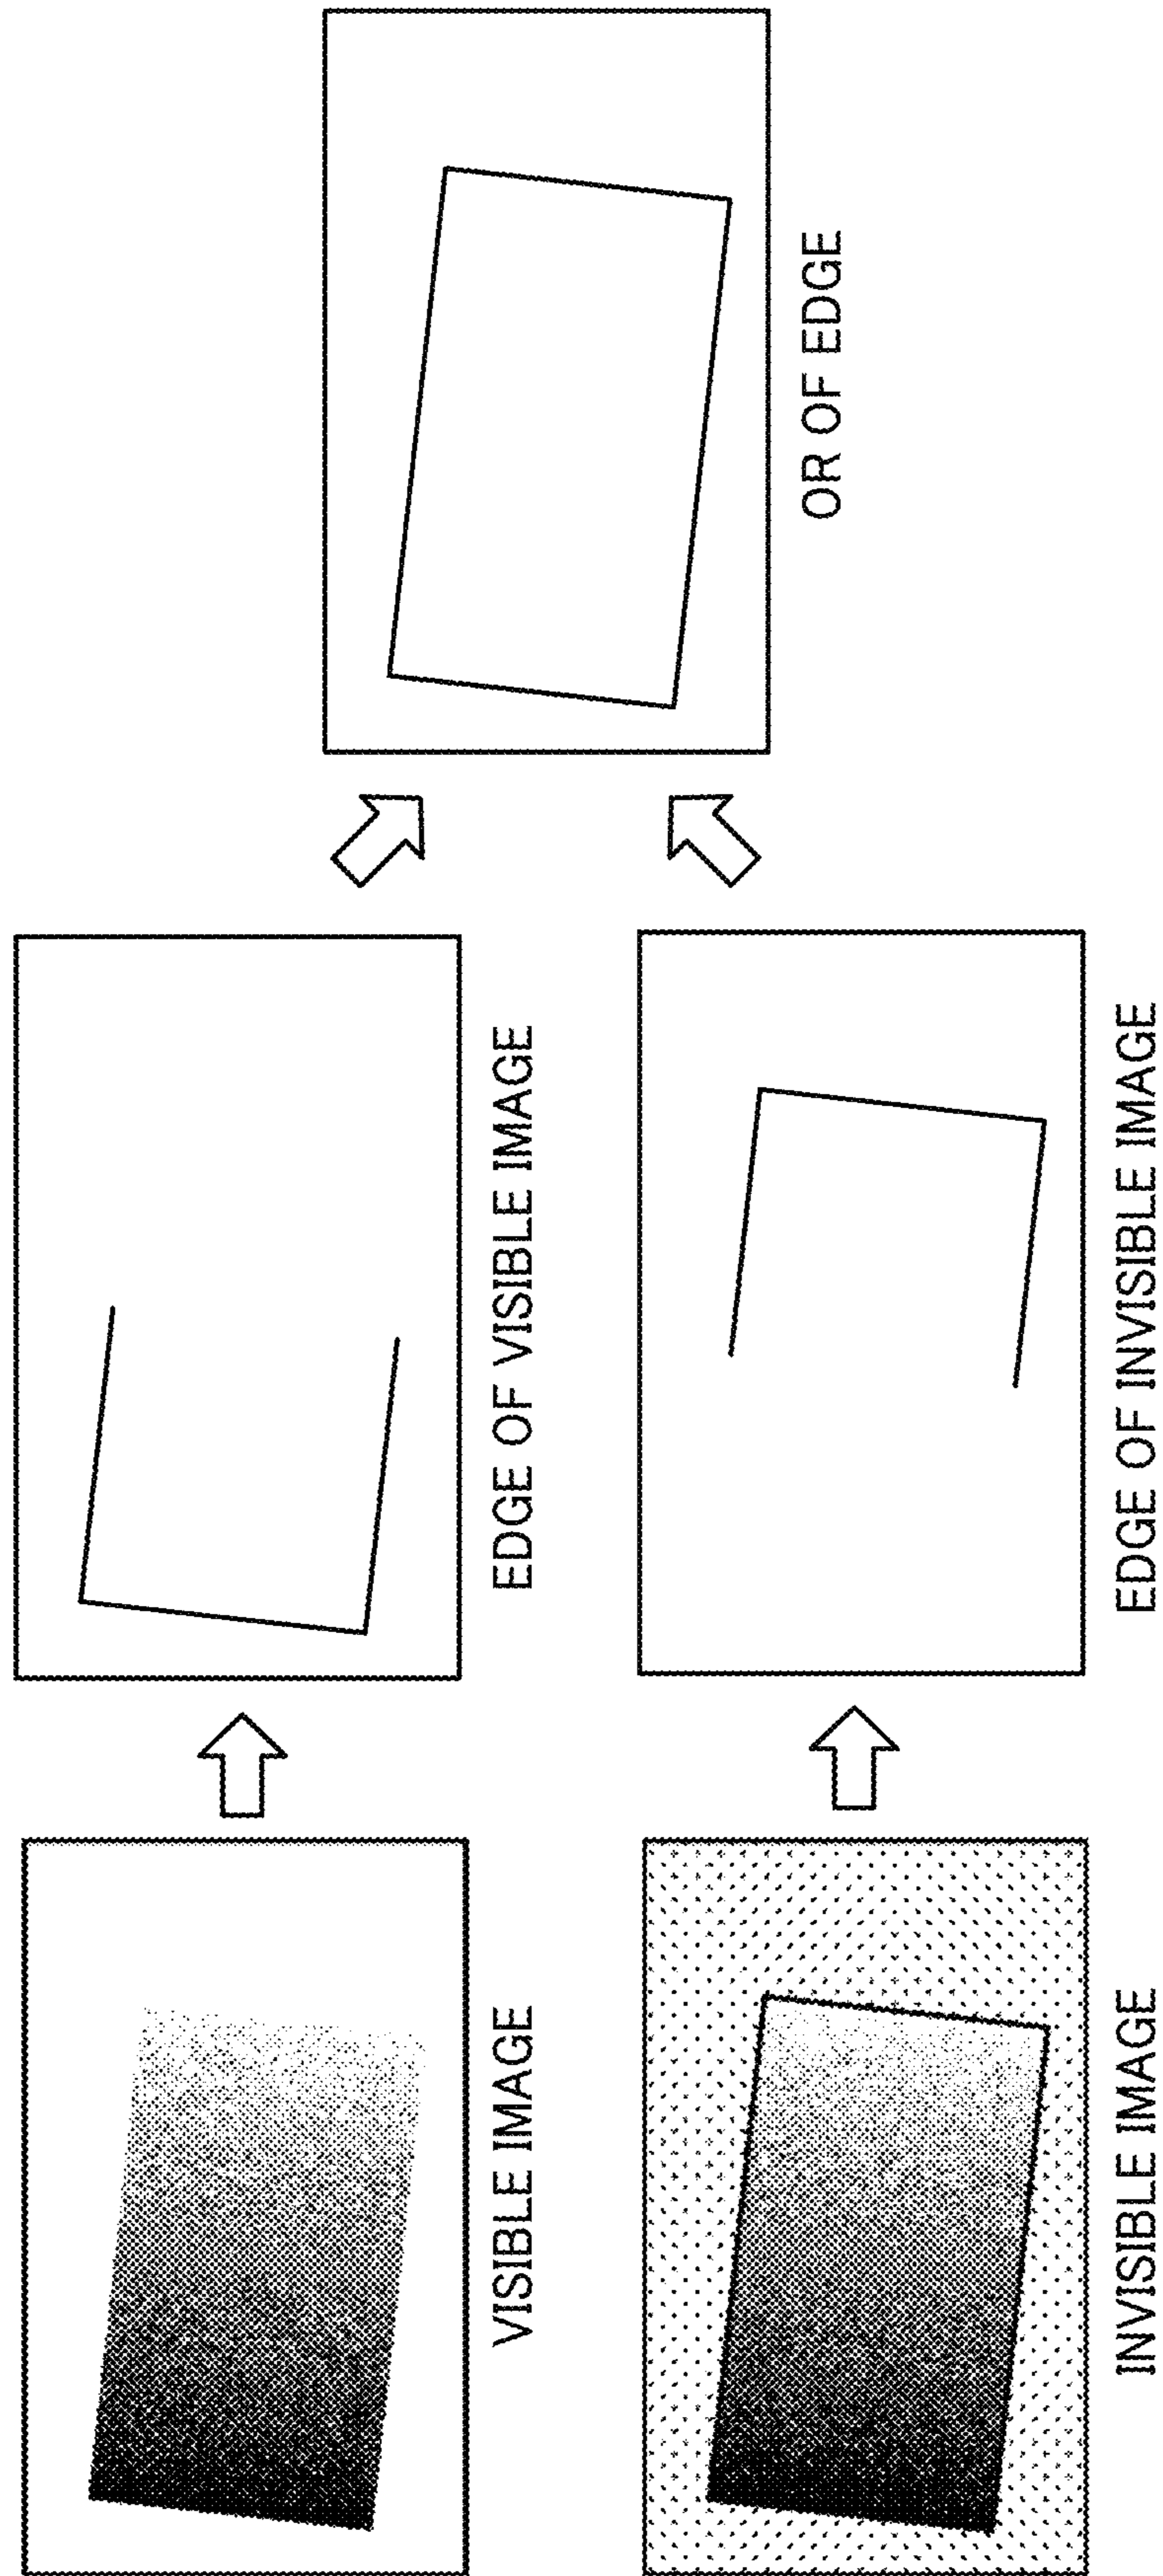 VISIBLE IMAGE
EDGE OF VISIBLE IMAGE
INVISIBLE IMAGE
EDGE OF INVISIBLE IMAGE
OR OF EDGE